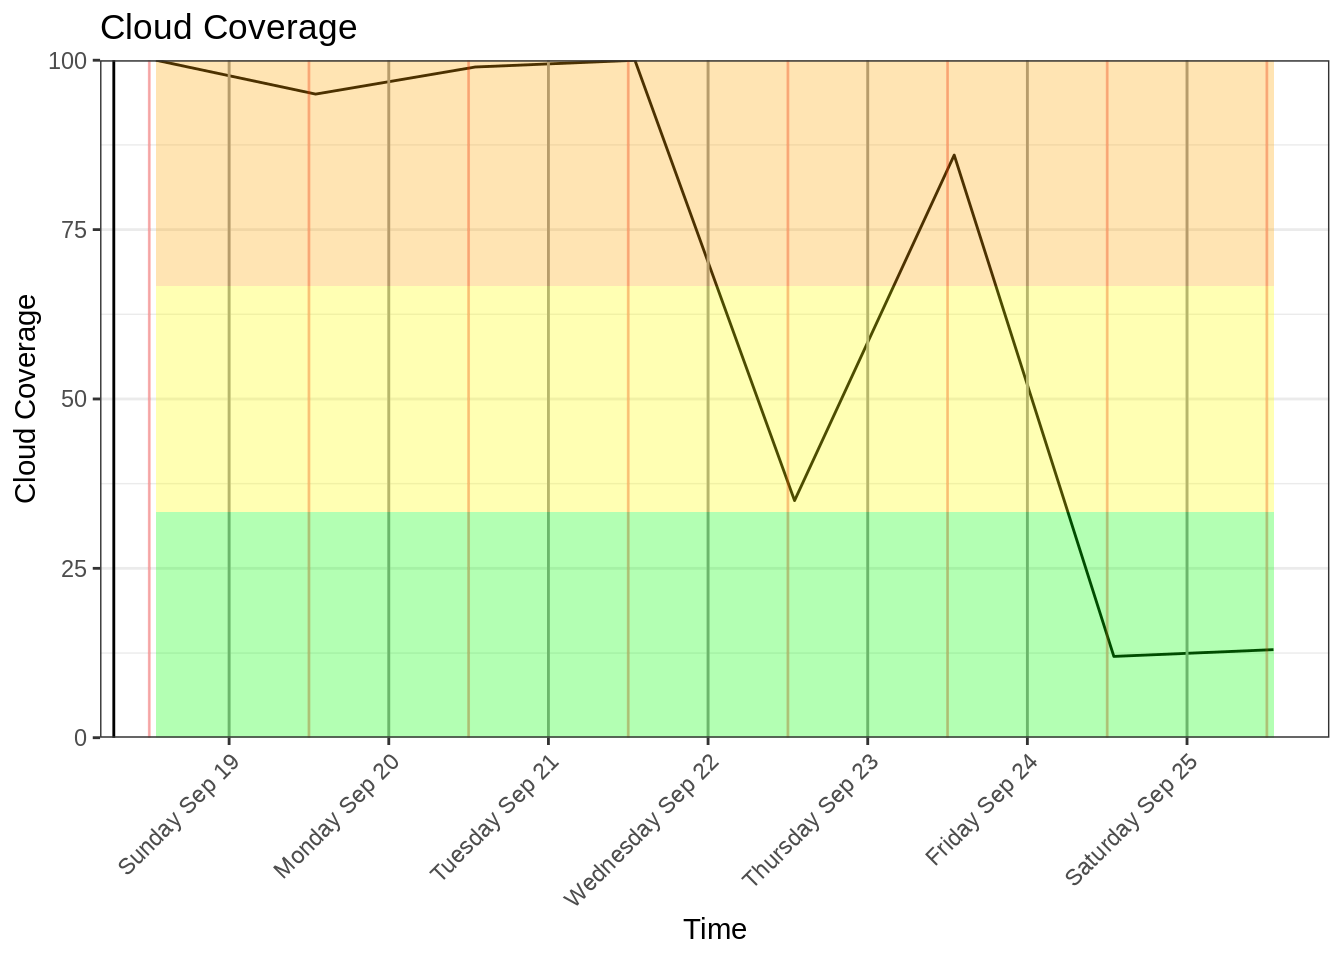 Cloud Coverage
Cloud Coverage
100
75
50
25
0
Sunday Sep 19
Monday Sep 20
Tuesday Sep 21
Wednesday Sep 22
Thursday Sep 23
Friday Sep 24
Saturday Sep 25
Time